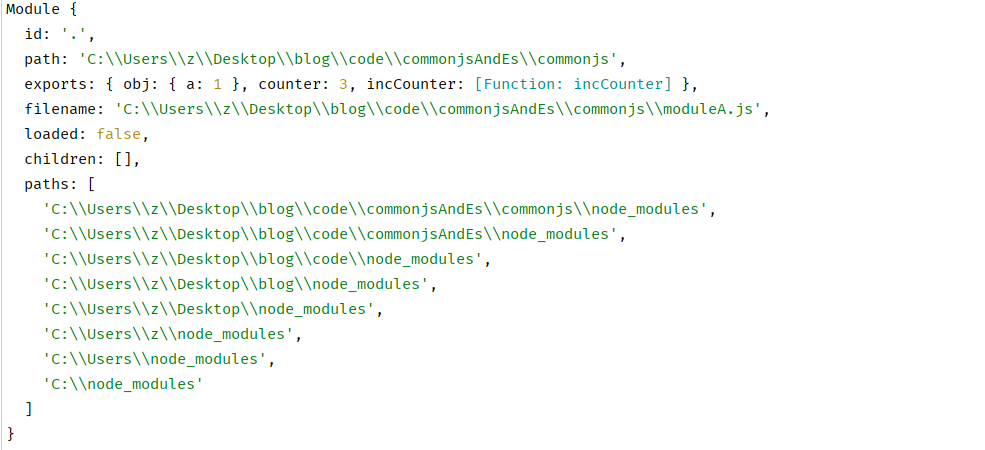 Module {
  id: '.',
  path: 'C:\\Users\\z\\Desktop\\blog\\code\\commonjsAndEs\\commonjs',
  exports: { obj: { a: 1 }, counter: 3, incCounter: [Function: incCounter] },
  filename: 'C:\\Users\\z\\Desktop\\blog\\code\\commonjsAndEs\\commonjs\\moduleA.js',
  loaded: false,
  children: [],
  paths: [
    'C:\\Users\\z\\Desktop\\blog\\code\\commonjsAndEs\\commonjs\\node_modules',
    'C:\\Users\\z\\Desktop\\blog\\code\\commonjsAndEs\\node_modules',
    'C:\\Users\\z\\Desktop\\blog\\code\\node_modules',
    'C:\\Users\\z\\Desktop\\blog\\node_modules',
    'C:\\Users\\z\\Desktop\\node_modules',
    'C:\\Users\\z\\node_modules',
    'C:\\Users\\node_modules',
    'C:\\node_modules'
  ]
}